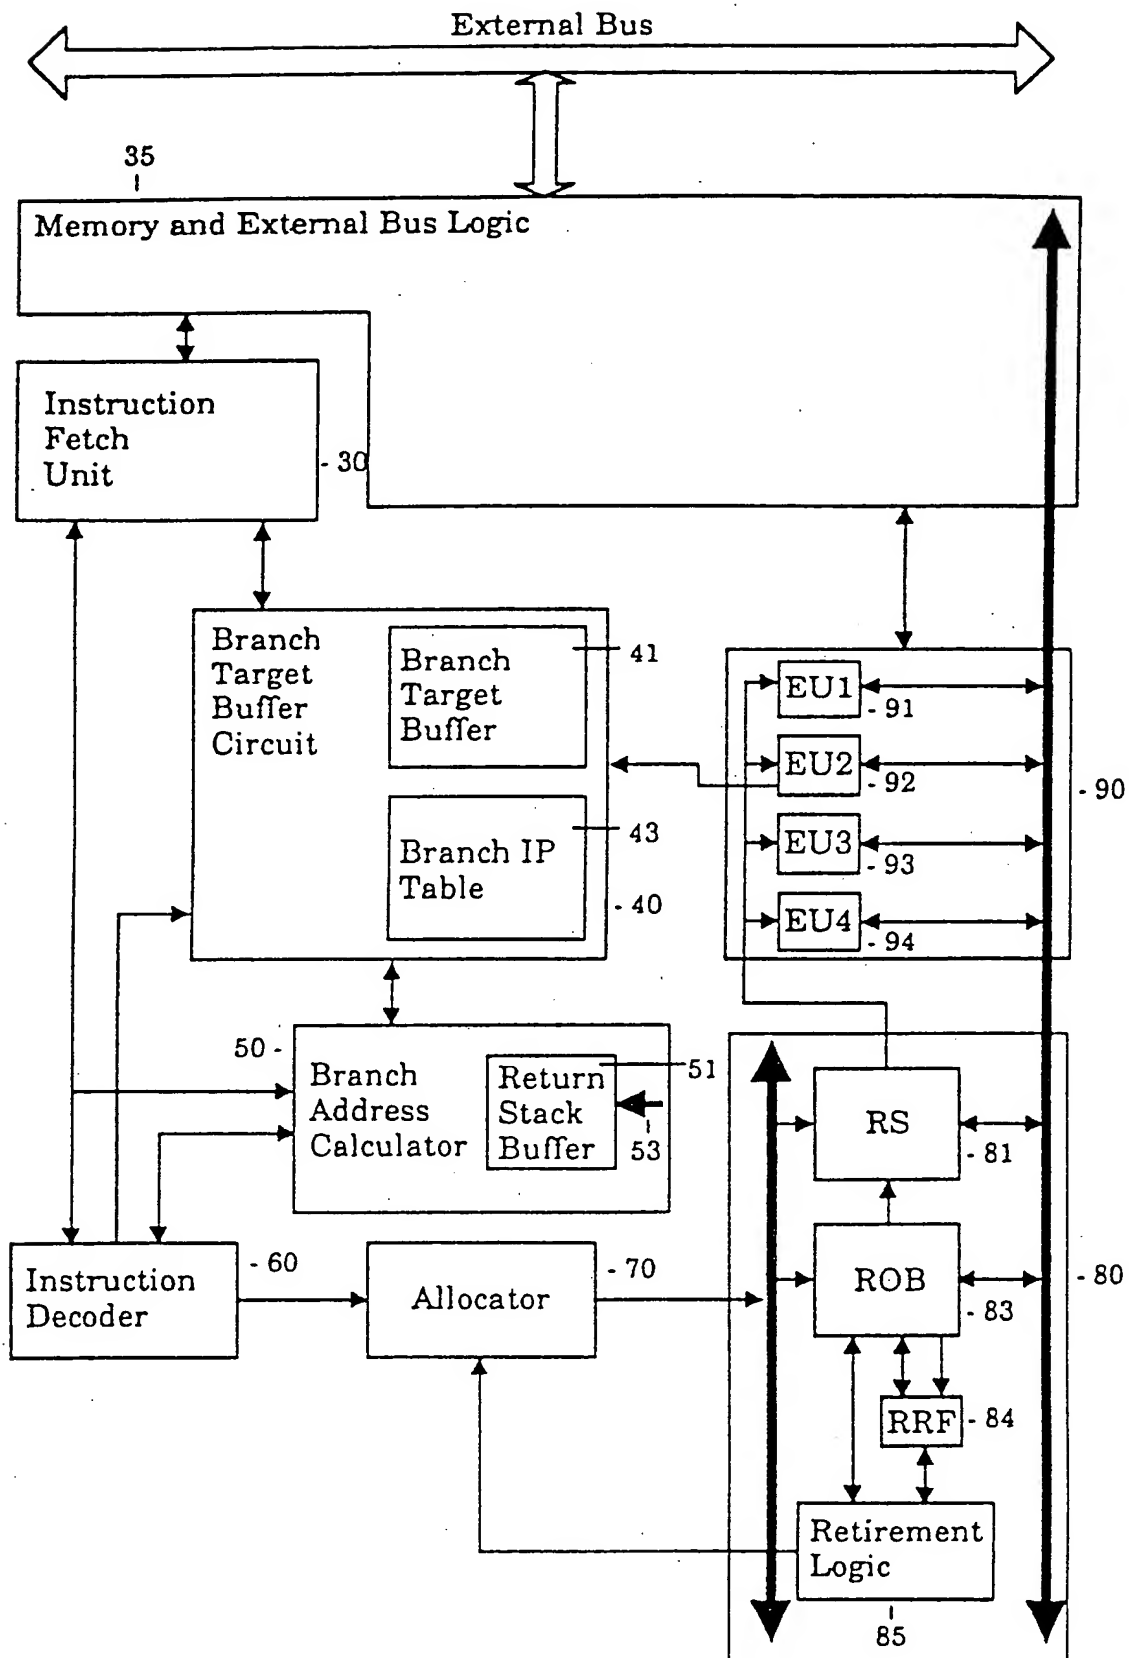 External Bus
35
Memory and External Bus Logic
Instruction
Fetch
Unit
- 30
Branch
Target
Buffer
Circuit
Branch
Target
Buffer
41
Branch IP
Table
43
- 40
EU1
- 91
EU2
- 92
EU3
- 93
EU4
- 94
- 90
50 -
Branch
Address
Calculator
Return
Stack
Buffer
51
53
RS
- 81
Instruction
Decoder
- 60
Allocator
- 70
ROB
- 83
- 80
RRF
- 84
Retirement
Logic
85